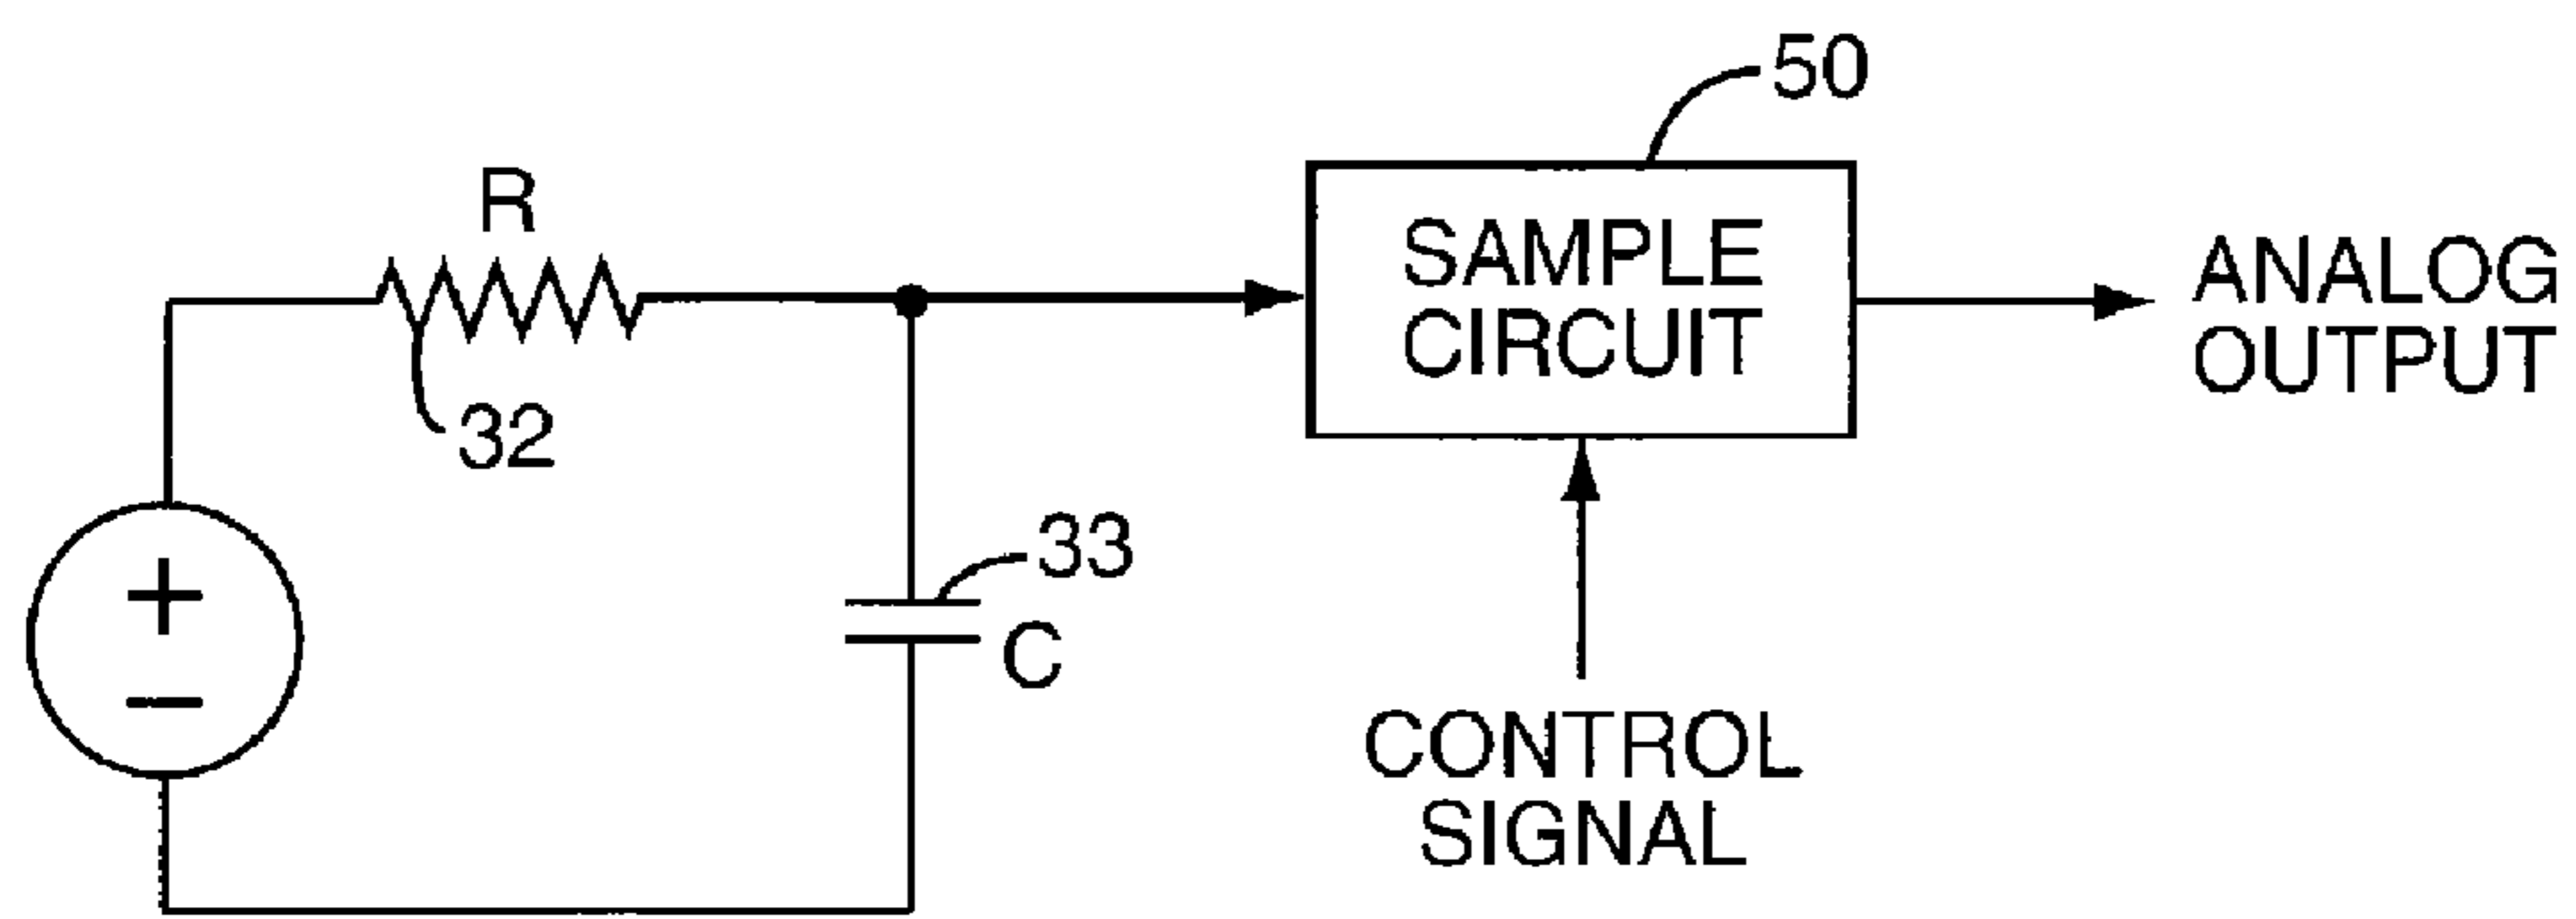 50
R
SAMPLE
CIRCUIT
ANALOG
OUTPUT
32
33
+
C
−
CONTROL
SIGNAL